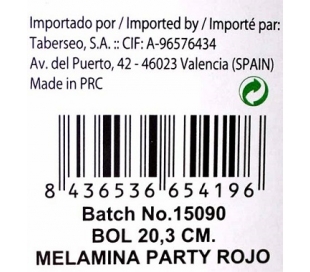 Importado por / Imported by / Importé par:
Taberseo, S.A. :: CIF: A-96576434
Av. del Puerto, 42 - 46023 Valencia (SPAIN)
Made in PRC
8 436536 654196
Batch No.15090
BOL 20,3 CM.
MELAMINA PARTY ROJO